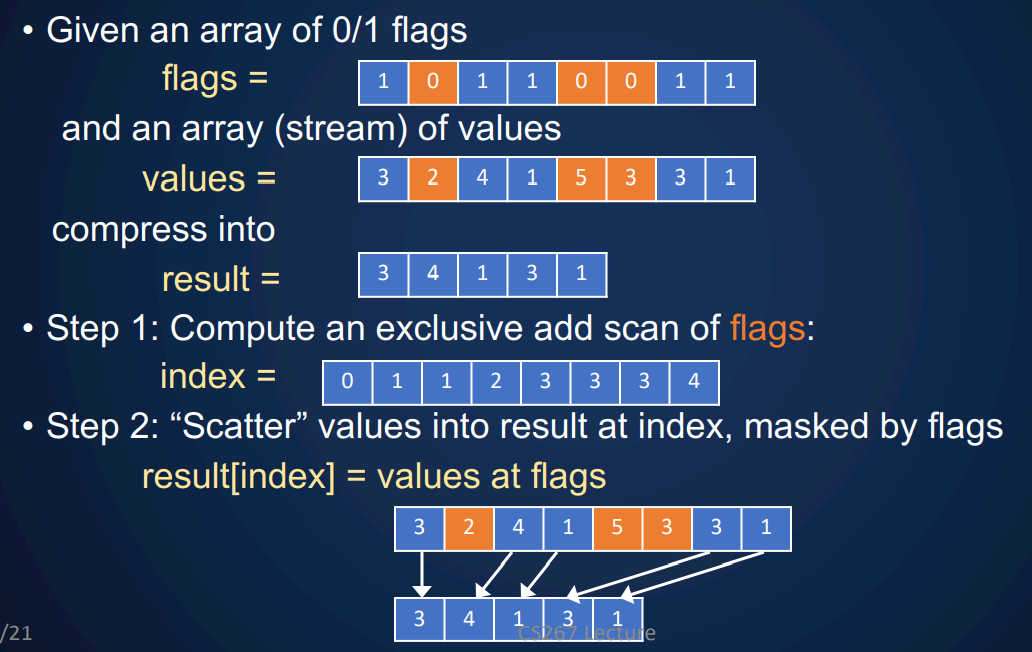 • Given an array of 0/1 flags
flags = 1 0 1 1 0 0 1 1
and an array (stream) of values
values = 3 2 4 1 5 3 3 1
compress into
result = 3 4 1 3 1
• Step 1: Compute an exclusive add scan of flags:
index = 0 1 1 2 3 3 3 4
• Step 2: “Scatter” values into result at index, masked by flags
result[index] = values at flags
3 2 4 1 5 3 3 1
3 4 1 3 1
/21 CS267 Lecture